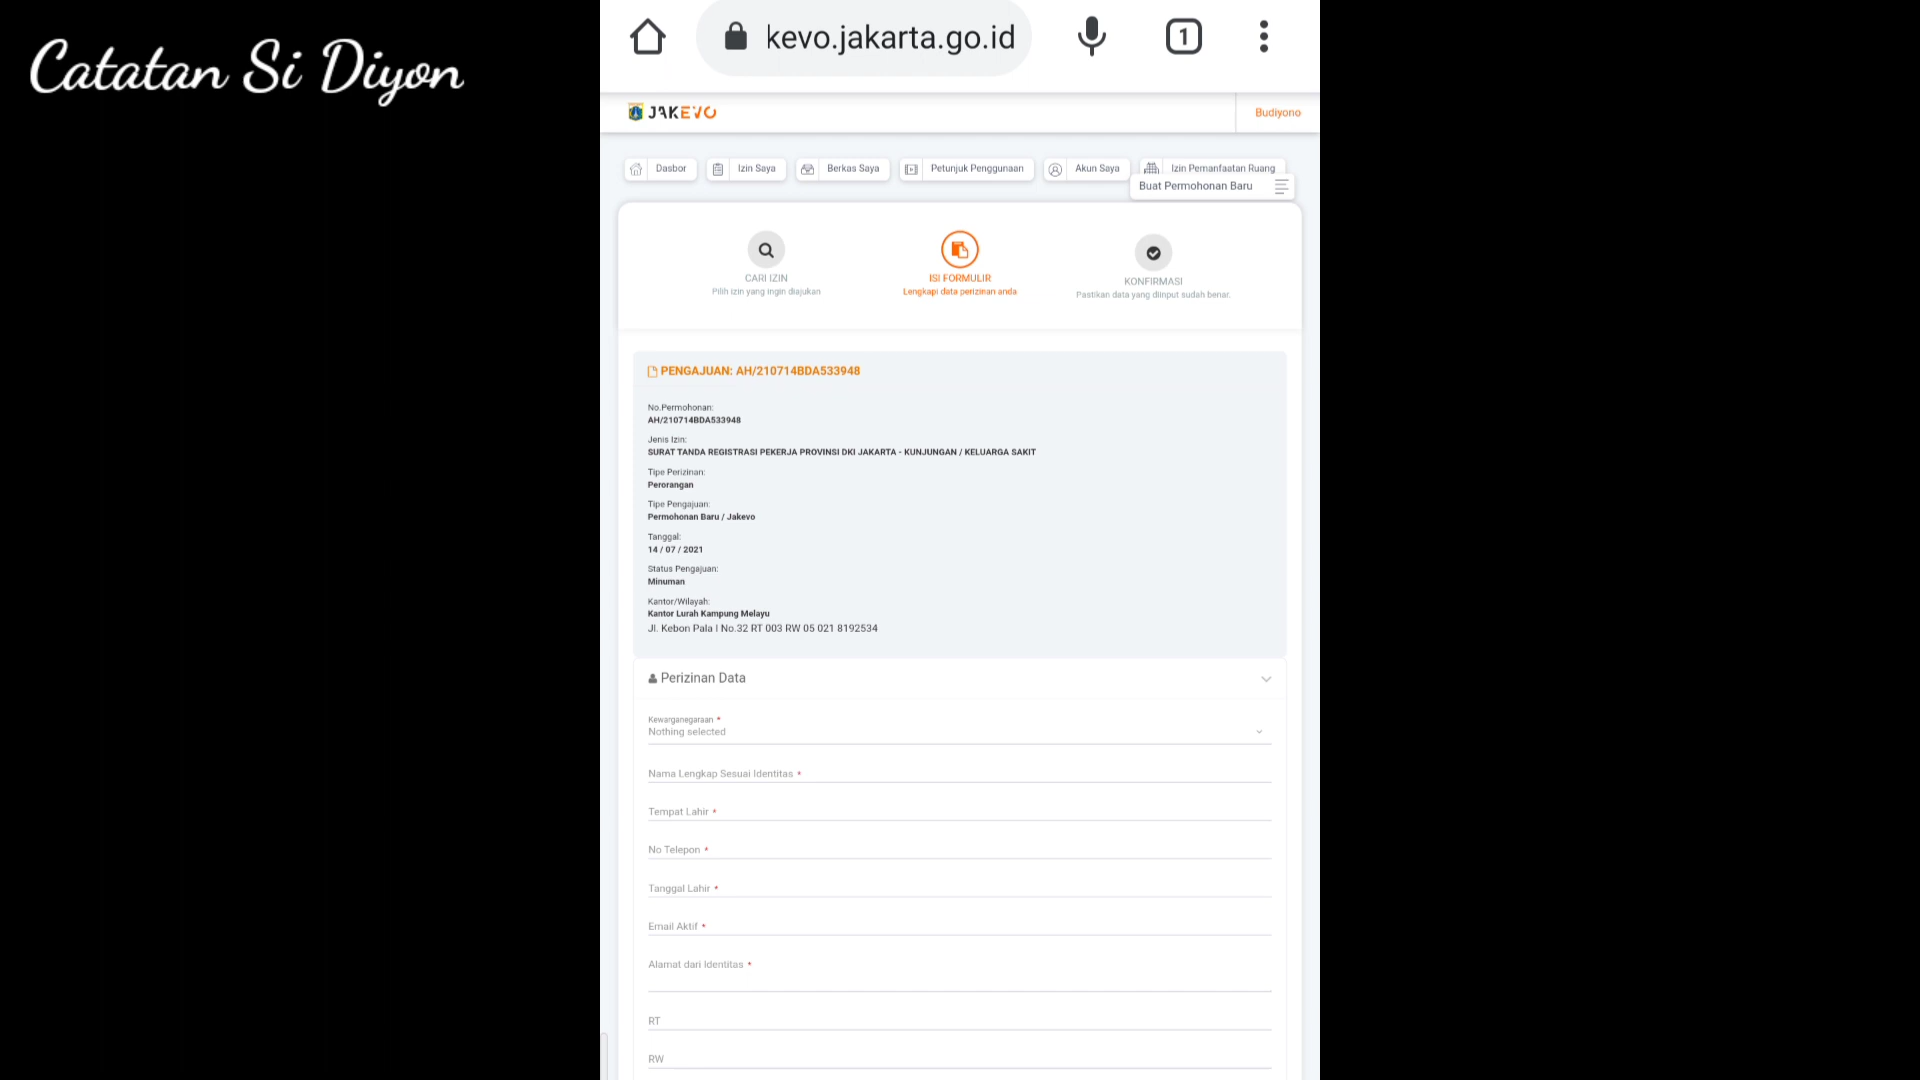 Catatan Si Diyon
kevo.jakarta.go.id
1
JAKEVO
Budiyono
Dasbor
Izin Saya
Berkas Saya
Petunjuk Penggunaan
Akun Saya
Izin Pemanfaatan Ruang
Buat Permohonan Baru
CARI IZIN
Pilih izin yang ingin diajukan
ISI FORMULIR
Lengkapi data perizinan anda
KONFIRMASI
Pastikan data yang diinput sudah benar.
PENGAJUAN: AH/210714BDA533948
No.Permohonan:
AH/210714BDA533948
Jenis Izin:
SURAT TANDA REGISTRASI PEKERJA PROVINSI DKI JAKARTA - KUNJUNGAN / KELUARGA SAKIT
Tipe Perizinan:
Perorangan
Tipe Pengajuan:
Permohonan Baru / Jakevo
Tanggal:
14 / 07 / 2021
Status Pengajuan:
Minuman
Kantor/Wilayah:
Kantor Lurah Kampung Melayu
Jl. Kebon Pala I No.32 RT 003 RW 05 021 8192534
Perizinan Data
Kewarganegaraan *
Nothing selected
Nama Lengkap Sesuai Identitas *
Tempat Lahir *
No Telepon *
Tanggal Lahir *
Email Aktif *
Alamat dari Identitas *
RT
RW